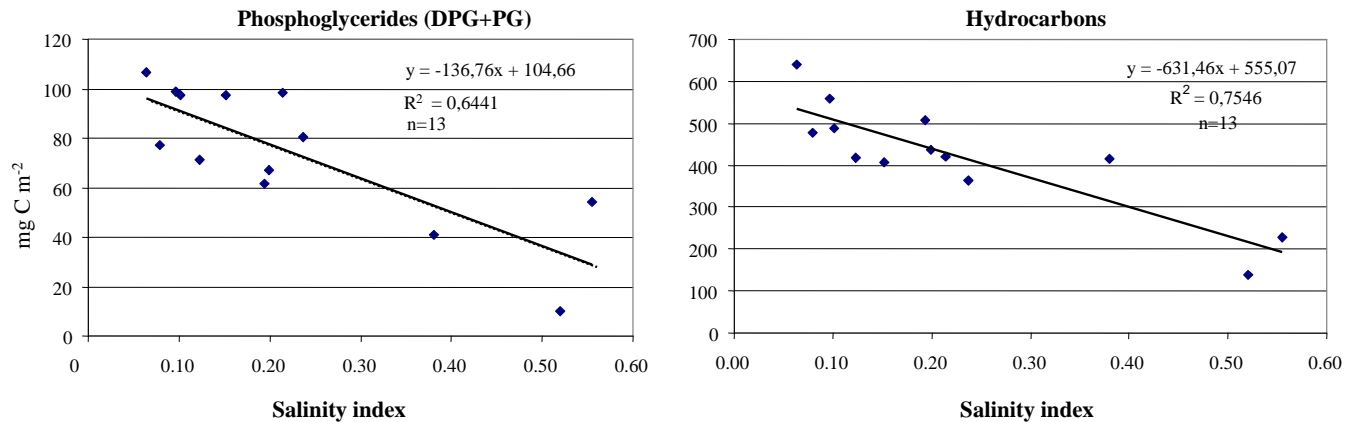 Phosphoglycerides (DPG+PG)
120
100
80
60
40
20
0
mg C m⁻²
y = -136,76x + 104,66
R² = 0,6441
n=13
0 0.10 0.20 0.30 0.40 0.50 0.60
Salinity index
Hydrocarbons
700
600
500
400
300
200
100
0
y = -631,46x + 555,07
R² = 0,7546
n=13
0.00 0.10 0.20 0.30 0.40 0.50 0.60
Salinity index